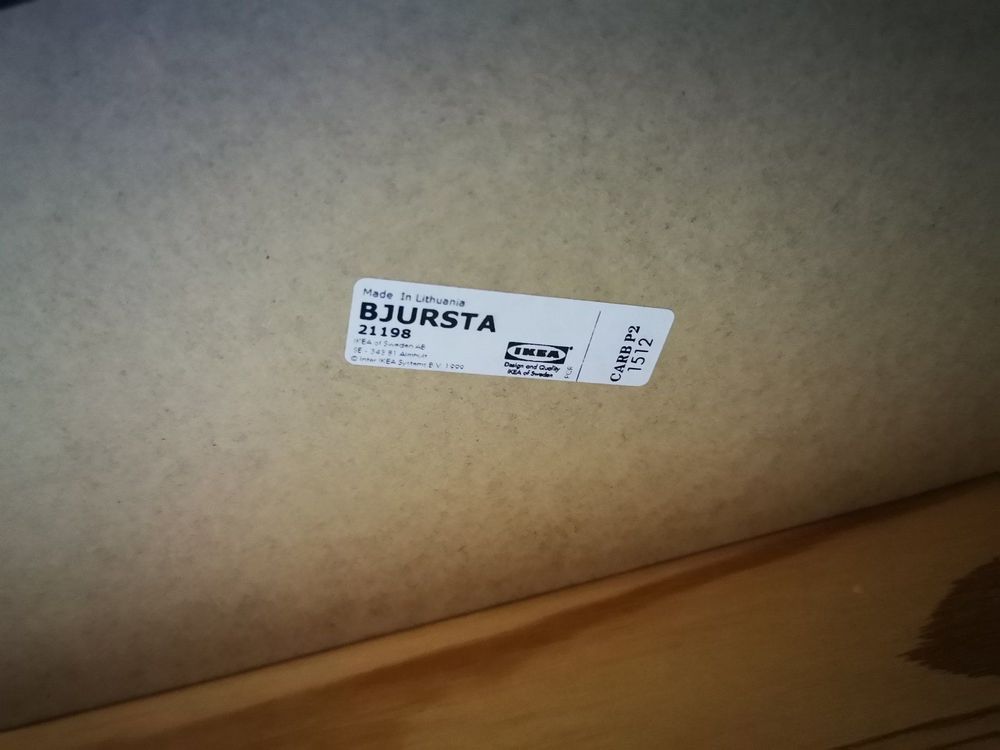 Made In Lithuania
BJURSTA
21198
IKEA of Sweden AB
SE - 343 81 Älmhult
© Inter IKEA Systems B.V. 1999
IKEA
Design and Quality
IKEA of Sweden
CARB P2
1512